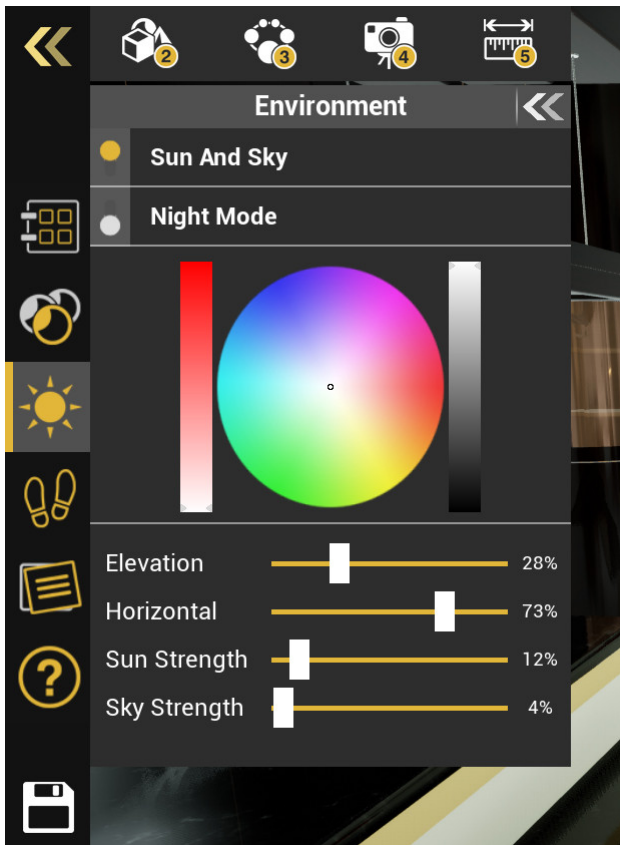 2
3
4
5
Environment
Sun And Sky
Night Mode
Elevation 28%
Horizontal 73%
Sun Strength 12%
?
Sky Strength 4%